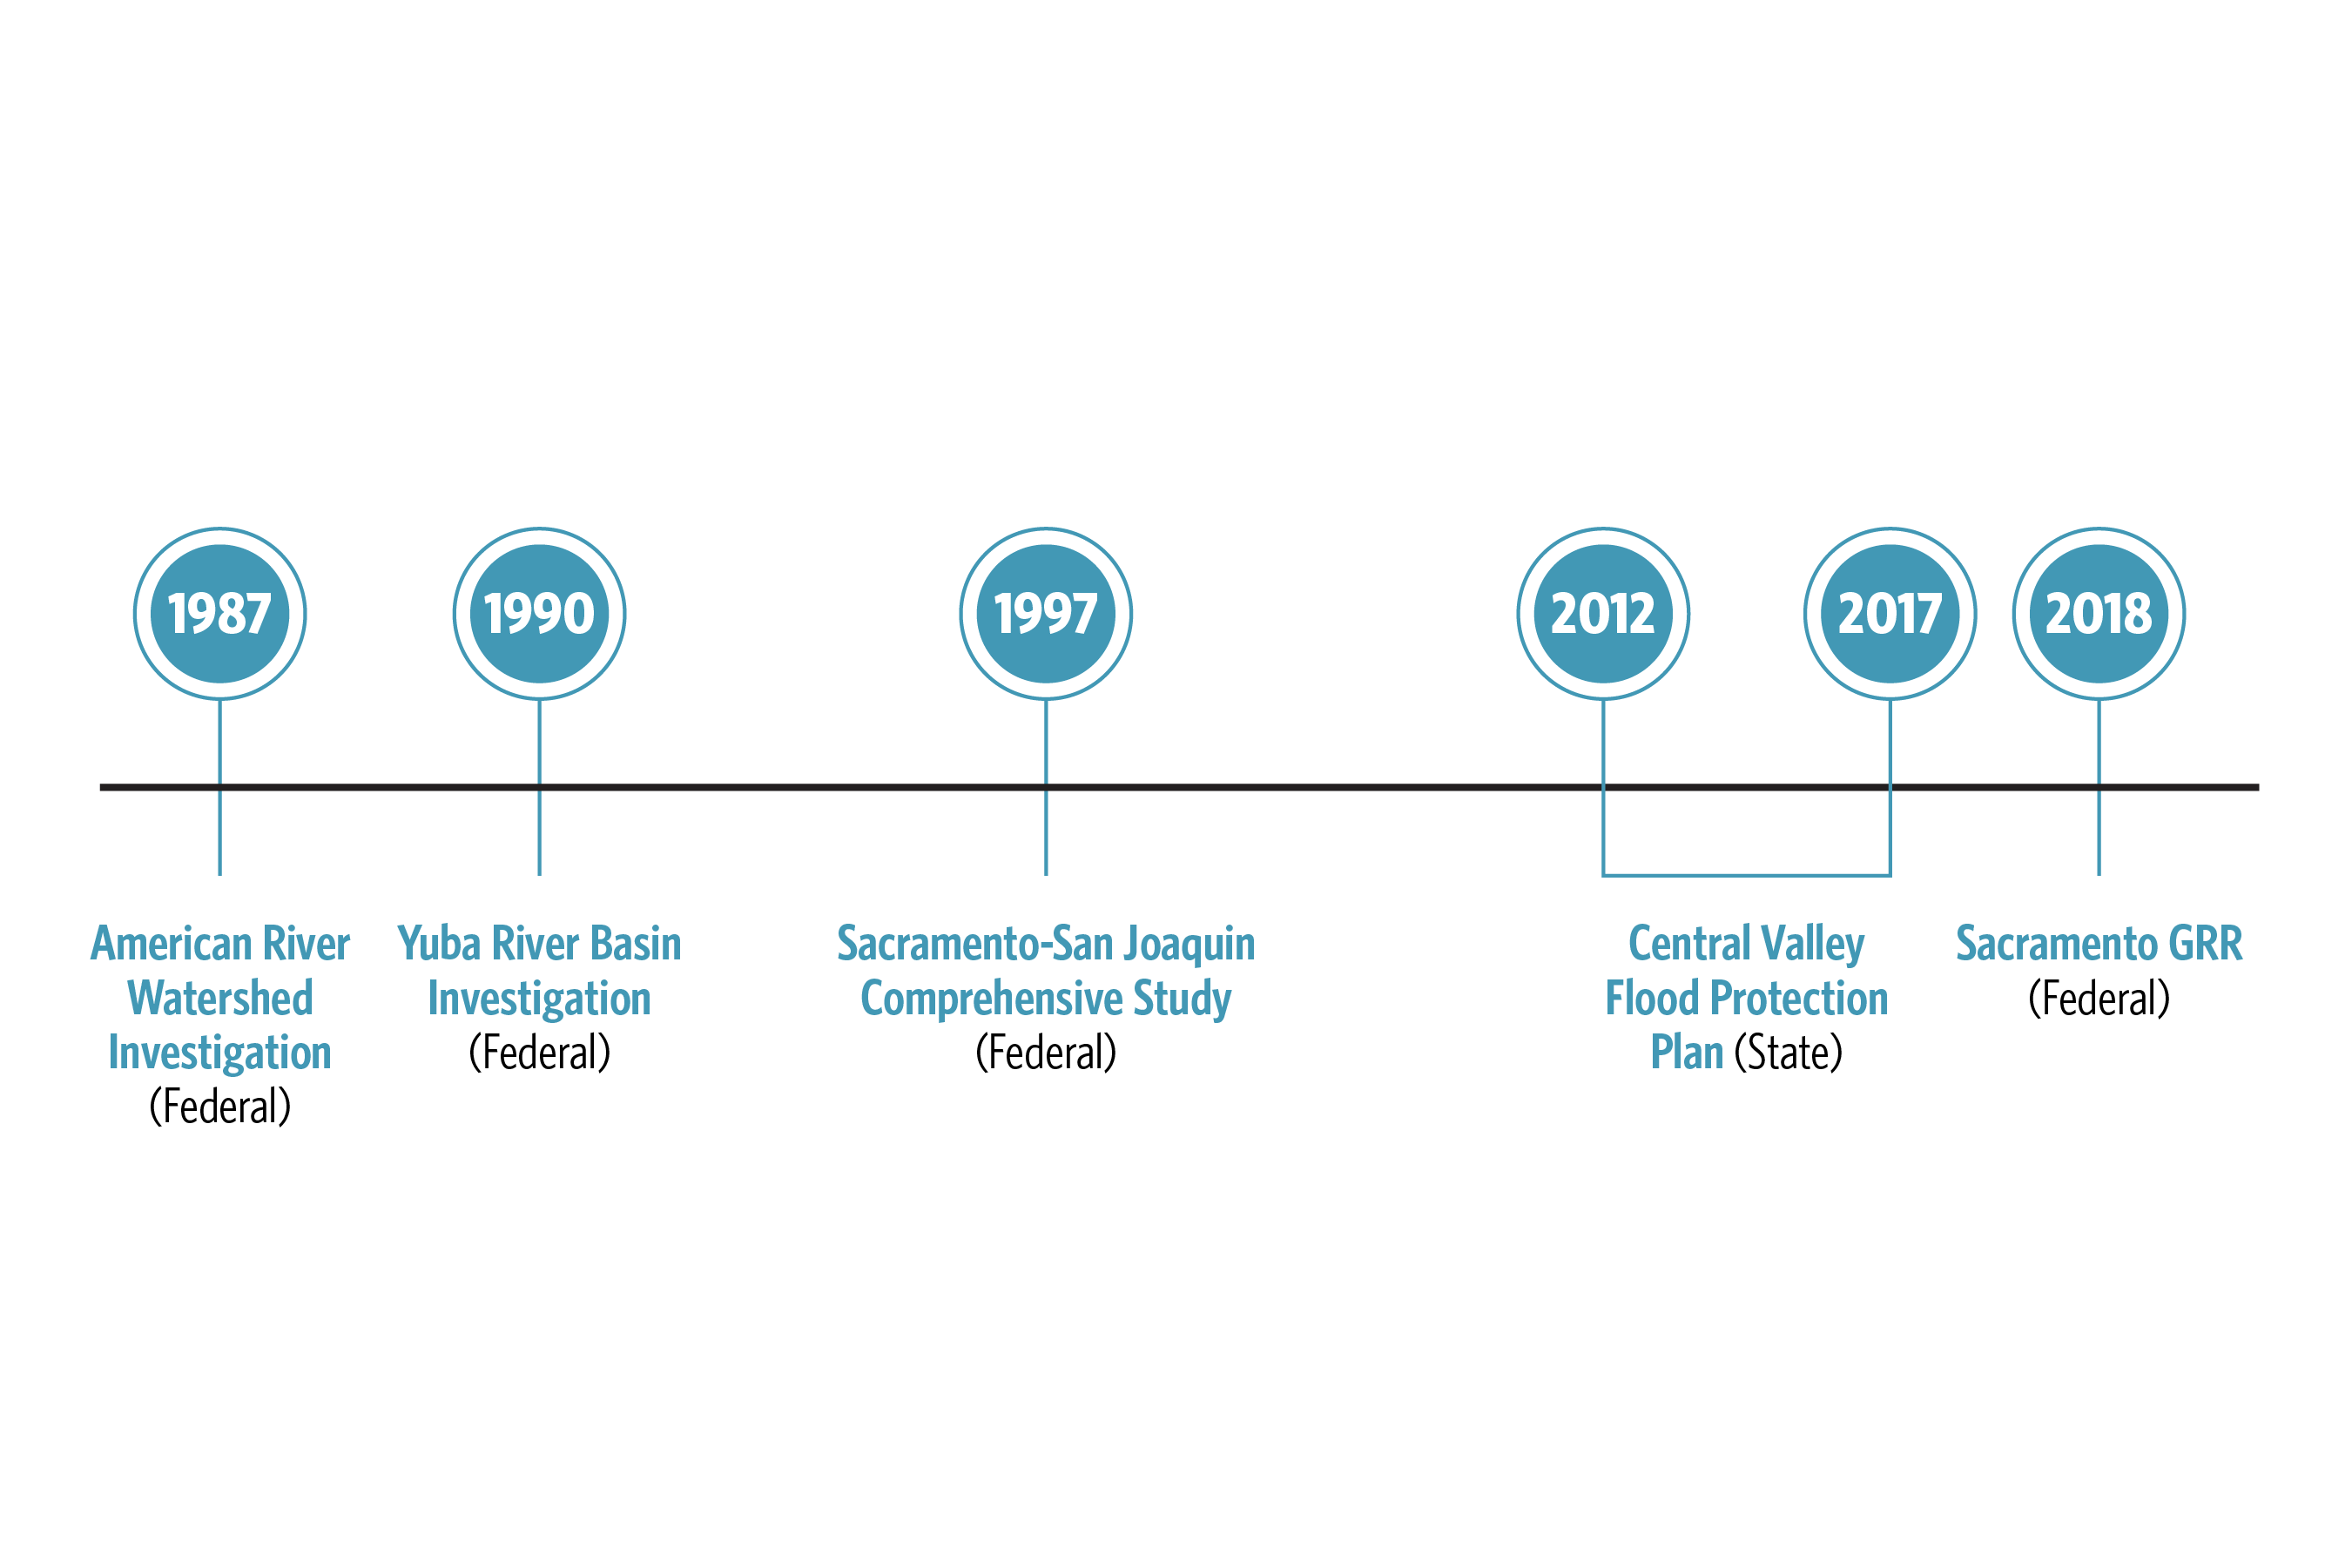 1987
1990
1997
2012
2017
2018
American River
Watershed
Investigation
(Federal)
Yuba River Basin
Investigation
(Federal)
Sacramento-San Joaquin
Comprehensive Study
(Federal)
Central Valley
Flood Protection
Plan (State)
Sacramento GRR
(Federal)